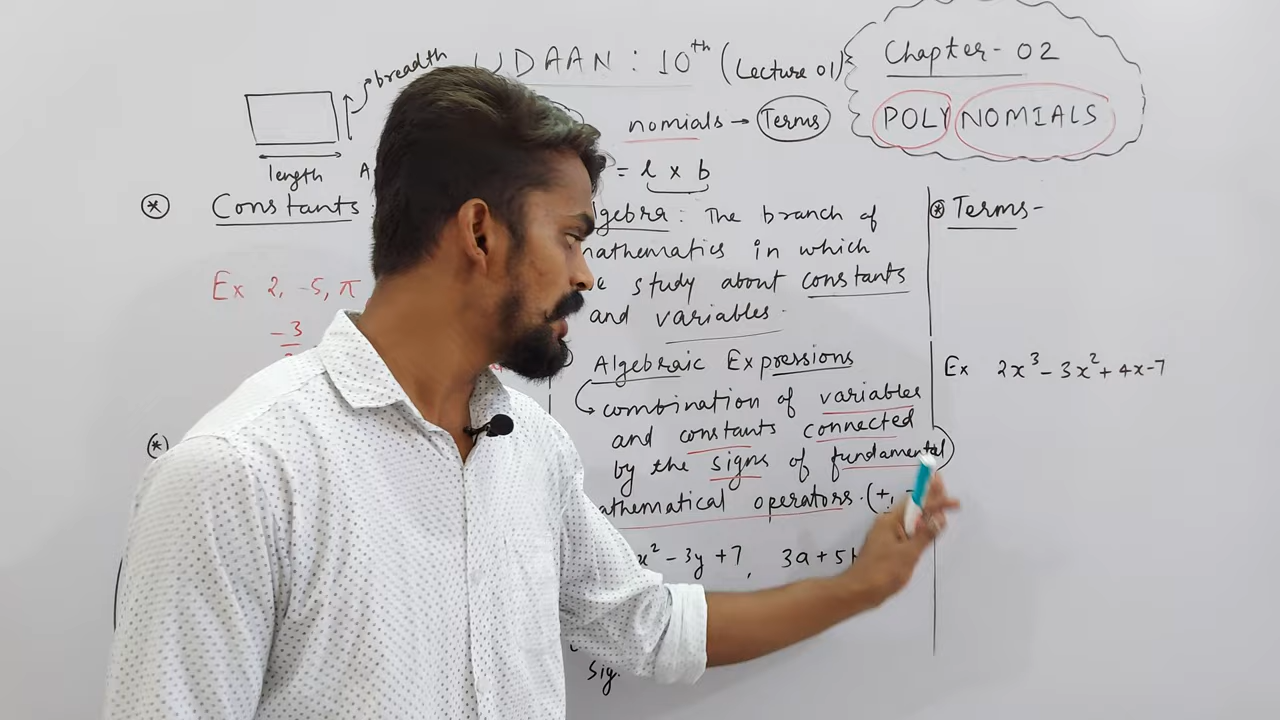 UDAAN : 10th (Lecture 01)
Chapter- 02
POLYNOMIALS
breadth
length
nomials → Terms
= l x b
* Constants
Ex 2, -5, π
-3
Algebra: The branch of
mathematics in which
study about constants
and variables.
Algebraic Expressions
combination of variables
and constants connected
by the signs of fundamental
mathematical operators. (+,
x² - 3y + 7, 3a + 5
Sig.
* Terms-
Ex 2x³ - 3x² + 4x - 7